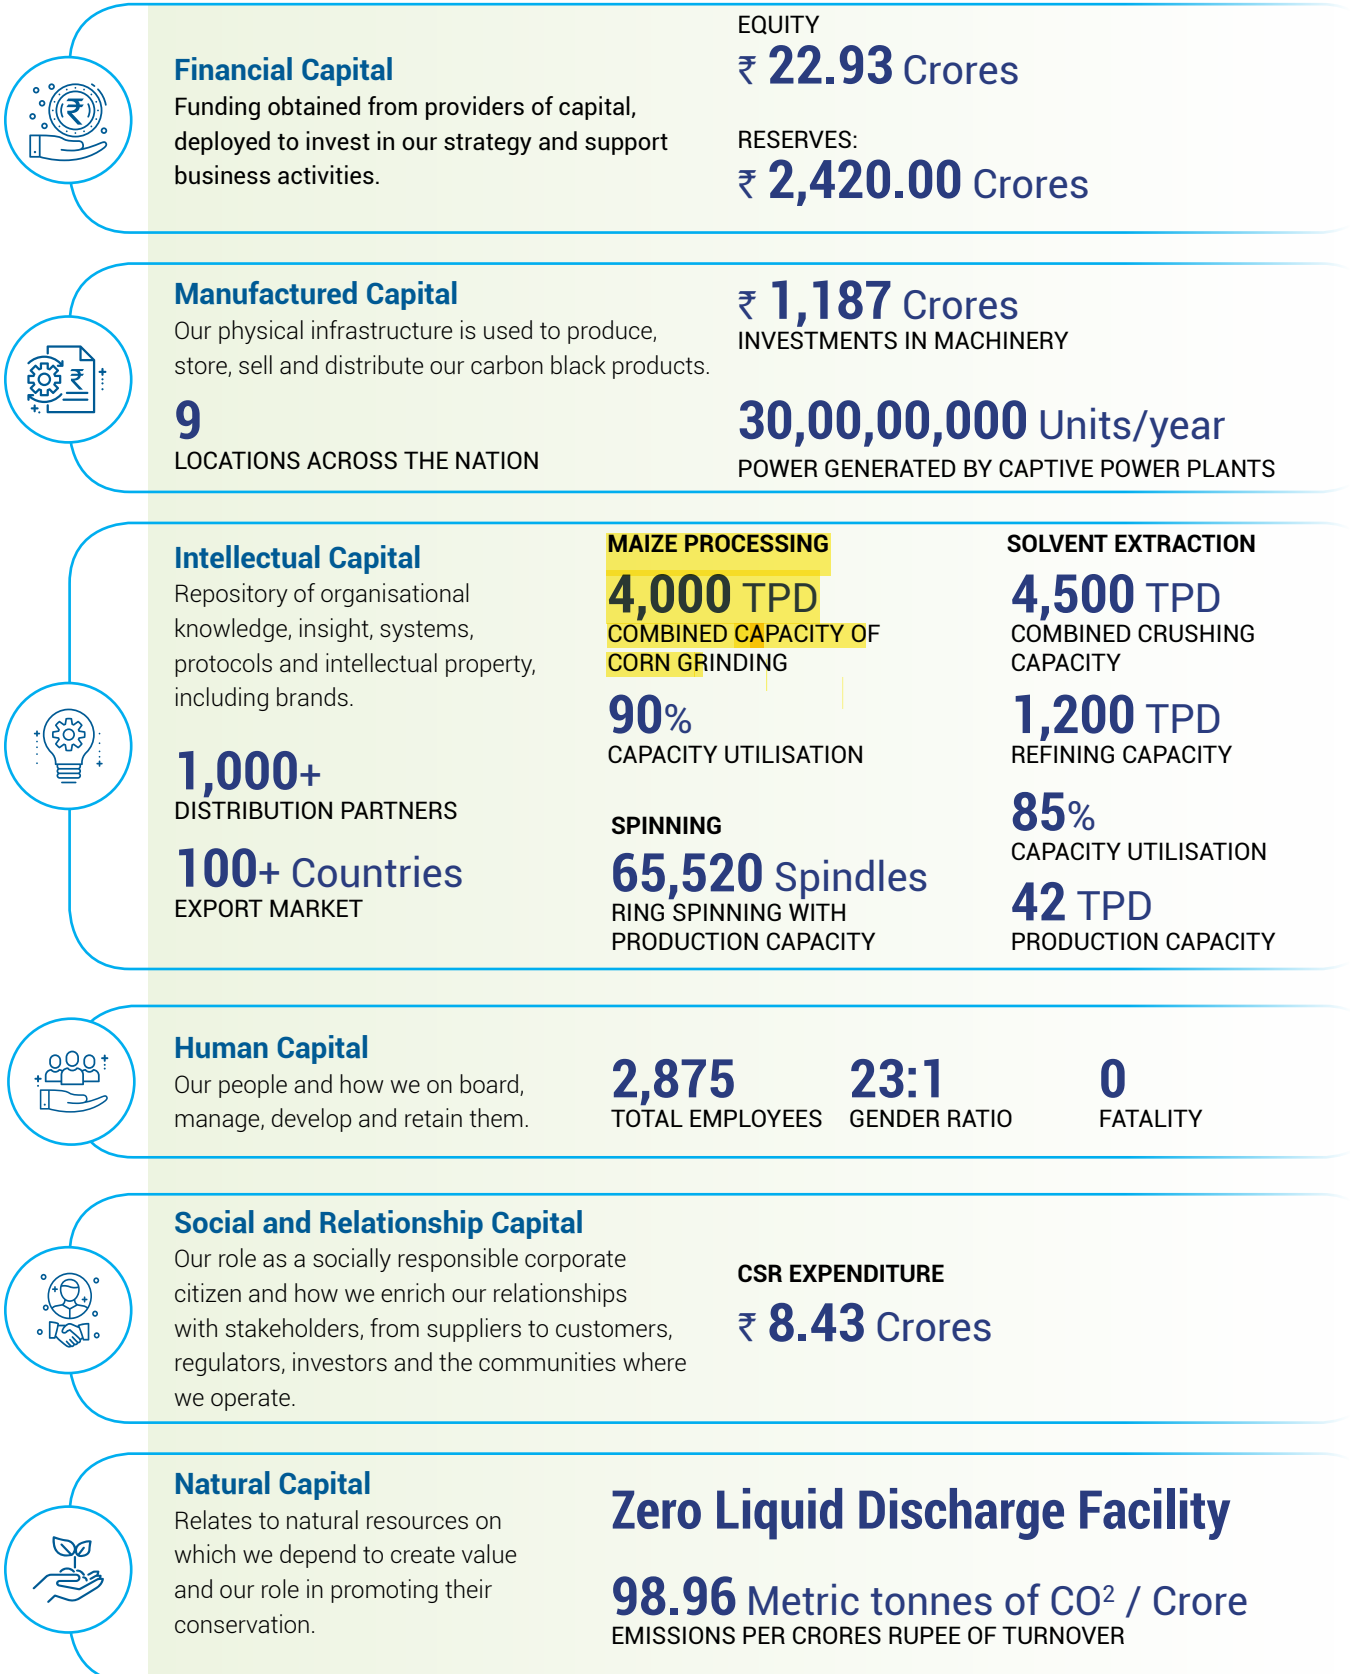 Financial Capital
Funding obtained from providers of capital,
deployed to invest in our strategy and support
business activities.
EQUITY
₹ 22.93 Crores
RESERVES:
₹ 2,420.00 Crores
Manufactured Capital
Our physical infrastructure is used to produce,
store, sell and distribute our carbon black products.
9
LOCATIONS ACROSS THE NATION
₹ 1,187 Crores
INVESTMENTS IN MACHINERY
30,00,00,000 Units/year
POWER GENERATED BY CAPTIVE POWER PLANTS
Intellectual Capital
Repository of organisational
knowledge, insight, systems,
protocols and intellectual property,
including brands.
1,000+
DISTRIBUTION PARTNERS
100+ Countries
EXPORT MARKET
MAIZE PROCESSING
4,000 TPD
COMBINED CAPACITY OF
CORN GRINDING
90%
CAPACITY UTILISATION
SPINNING
65,520 Spindles
RING SPINNING WITH
PRODUCTION CAPACITY
SOLVENT EXTRACTION
4,500 TPD
COMBINED CRUSHING
CAPACITY
1,200 TPD
REFINING CAPACITY
85%
CAPACITY UTILISATION
42 TPD
PRODUCTION CAPACITY
Human Capital
Our people and how we on board,
manage, develop and retain them.
2,875
TOTAL EMPLOYEES
23:1
GENDER RATIO
0
FATALITY
Social and Relationship Capital
Our role as a socially responsible corporate
citizen and how we enrich our relationships
with stakeholders, from suppliers to customers,
regulators, investors and the communities where
we operate.
CSR EXPENDITURE
₹ 8.43 Crores
Natural Capital
Relates to natural resources on
which we depend to create value
and our role in promoting their
conservation.
Zero Liquid Discharge Facility
98.96 Metric tonnes of CO² / Crore
EMISSIONS PER CRORES RUPEE OF TURNOVER